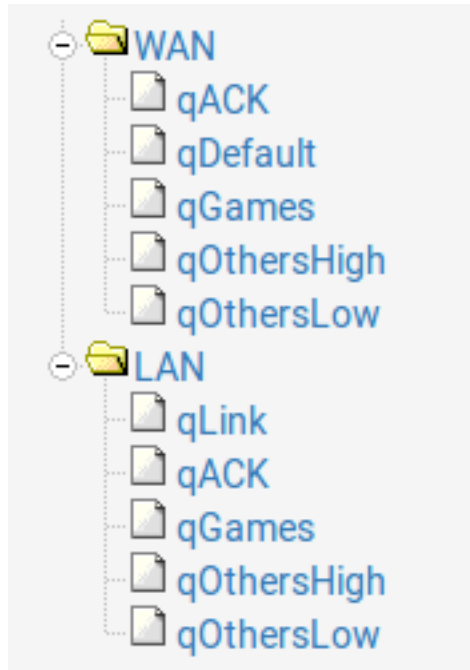 WAN
qACK
qDefault
qGames
qOthersHigh
qOthersLow
LAN
qLink
qACK
qGames
qOthersHigh
qOthersLow